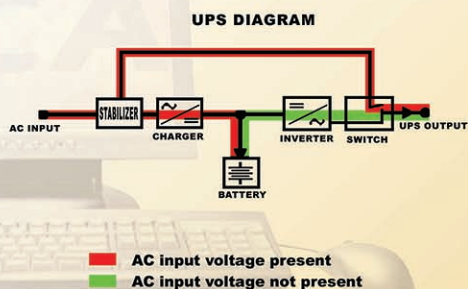 UPS DIAGRAM
AC INPUT
STABILIZER
CHARGER
BATTERY
INVERTER
SWITCH
UPS OUTPUT
AC input voltage present
AC input voltage not present